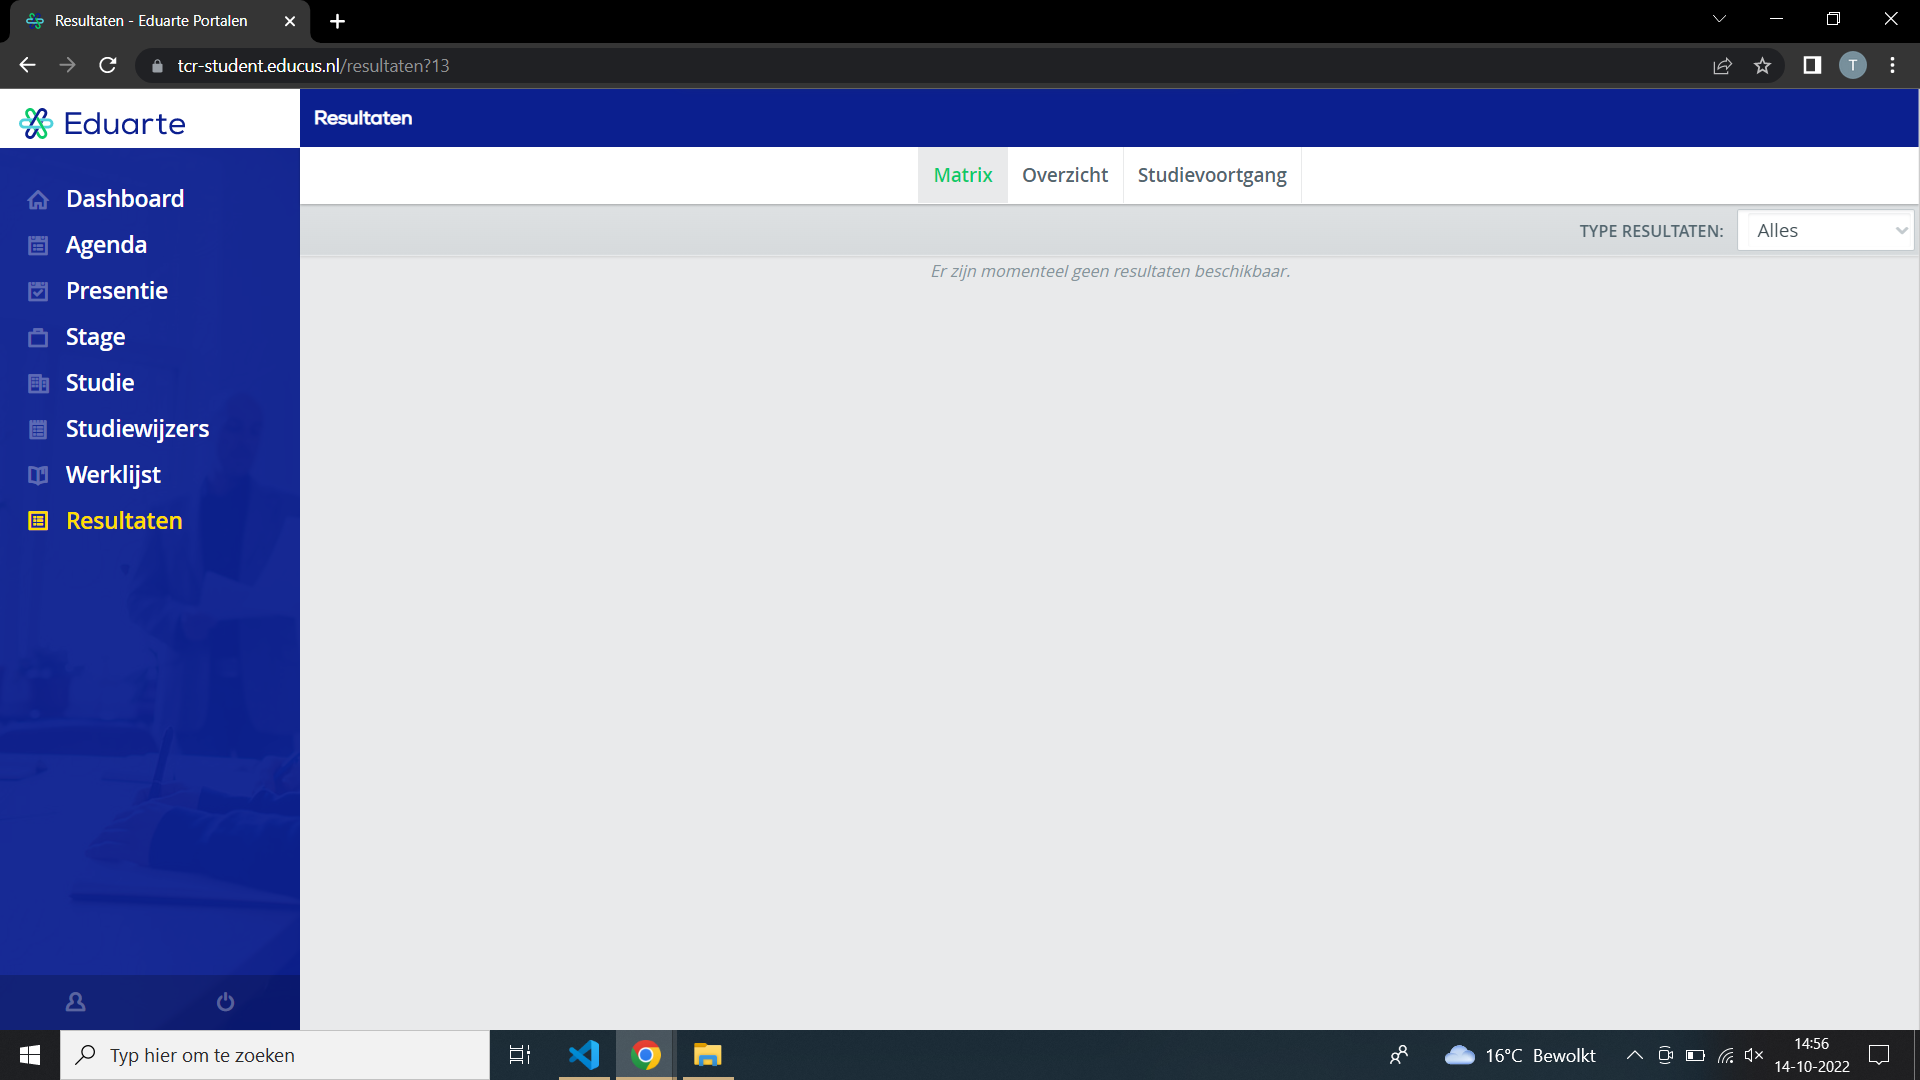 Resultaten - Eduarte Portalen
tcr-student.educus.nl/resultaten?13
T
Eduarte
Resultaten
Matrix
Overzicht
Studievoortgang
TYPE RESULTATEN:
Alles
Er zijn momenteel geen resultaten beschikbaar.
Dashboard
Agenda
Presentie
Stage
Studie
Studiewijzers
Werklijst
Resultaten
Typ hier om te zoeken
16°C Bewolkt
14:56
14-10-2022